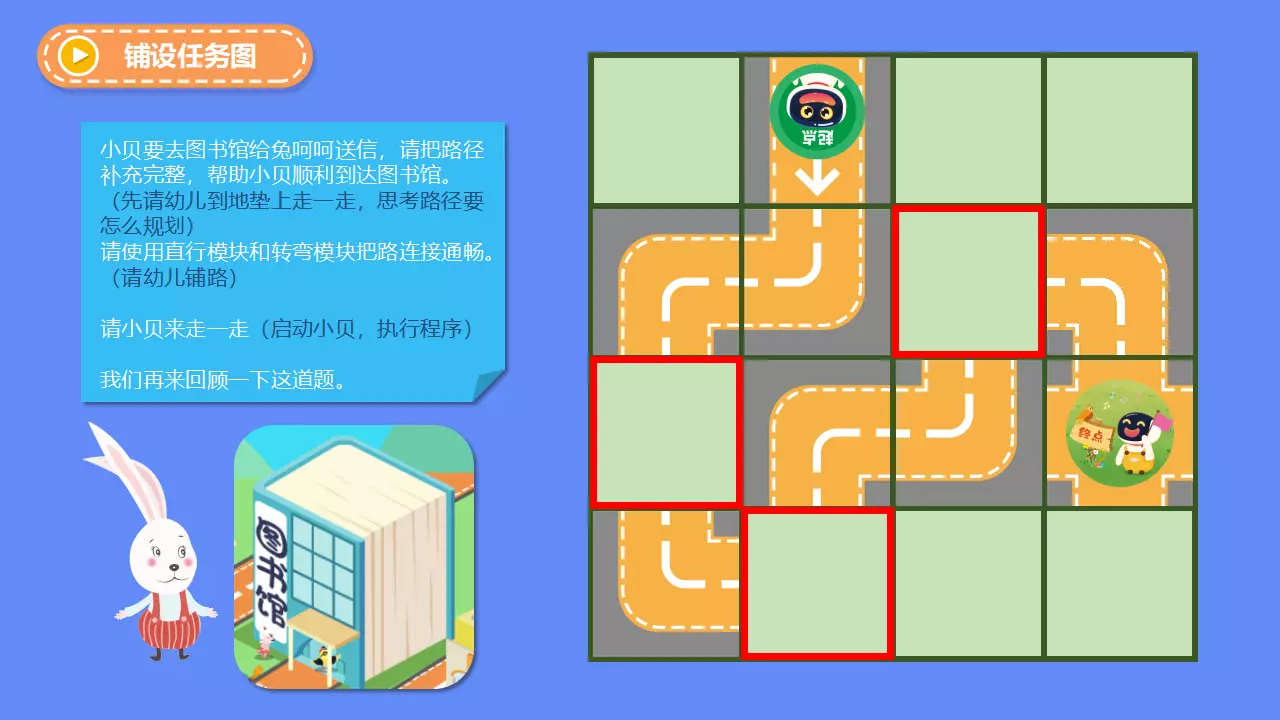 铺设任务图
小贝要去图书馆给兔呵呵送信，请把路径
补充完整，帮助小贝顺利到达图书馆。
（先请幼儿到地垫上走一走，思考路径要
怎么规划）
请使用直行模块和转弯模块把路连接通畅。
（请幼儿铺路）
请小贝来走一走（启动小贝，执行程序）
我们再来回顾一下这道题。
起点
终点
图书馆